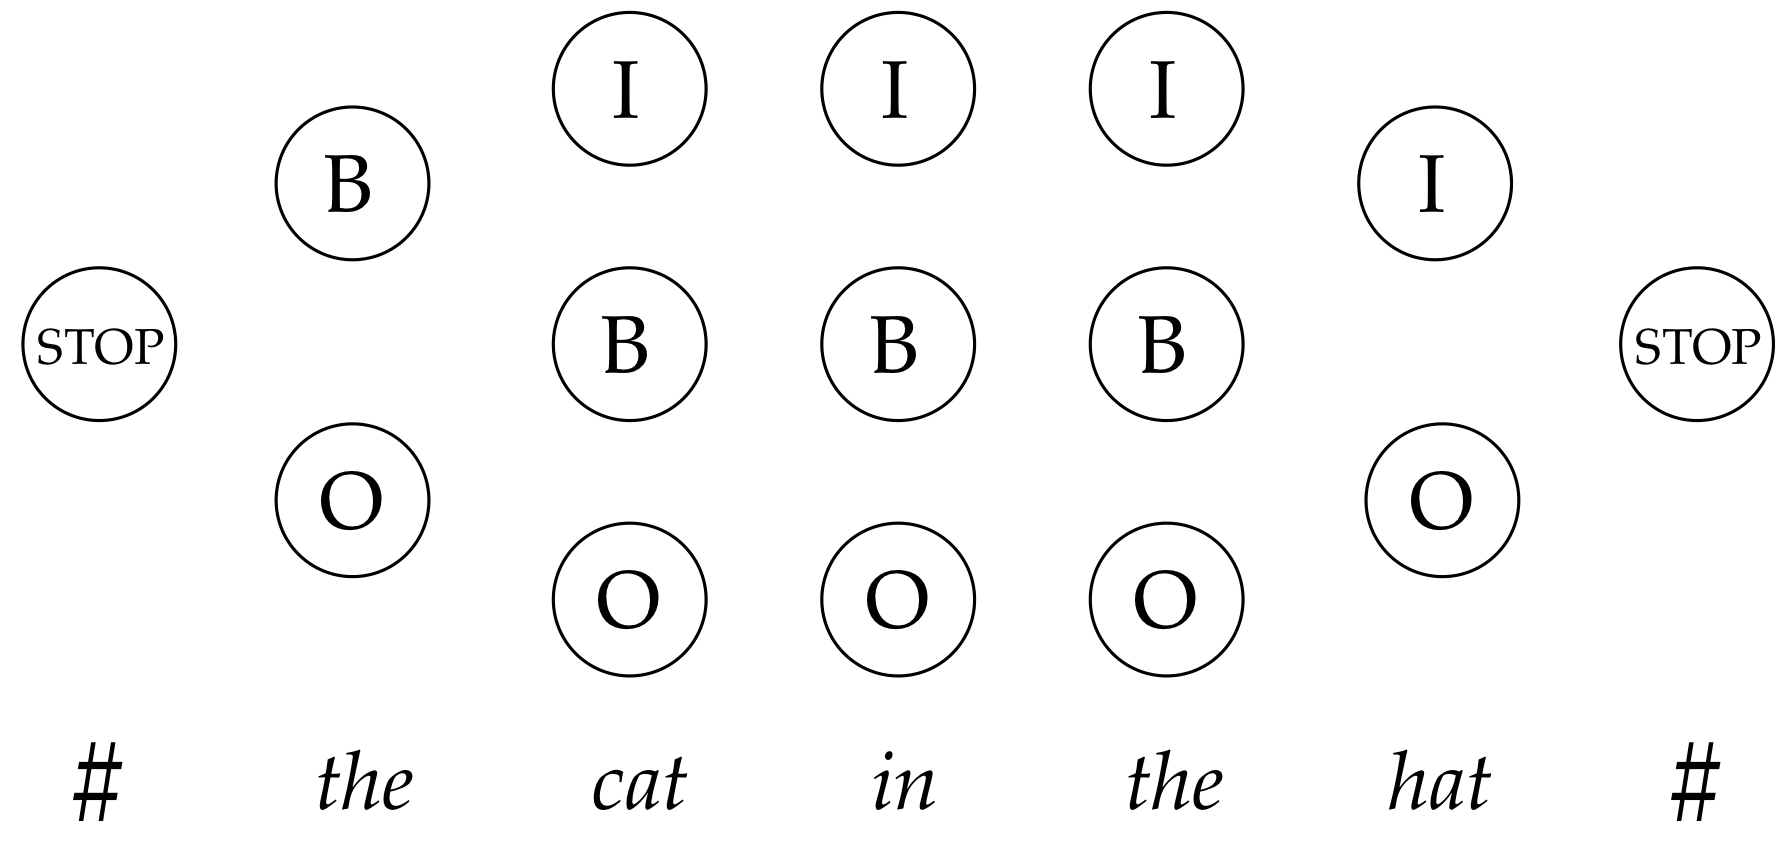 I I I
B I
STOP B B B STOP
O O
O O O
# the cat in the hat #